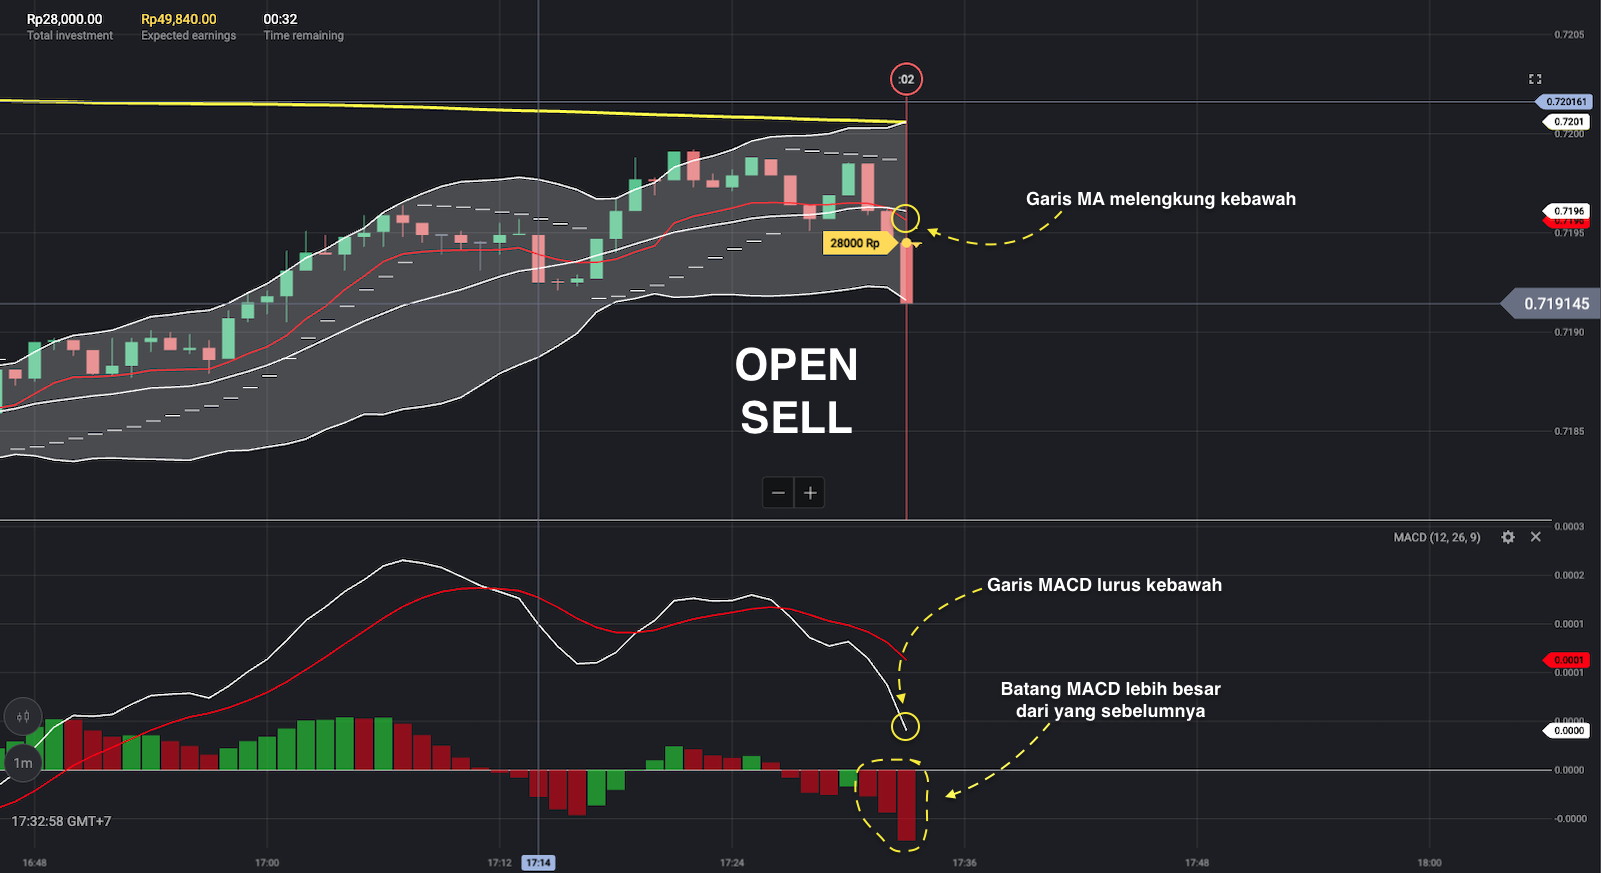 Rp28,000.00 Rp49,840.00 00:32
Total investment Expected earnings Time remaining
0.7205
:02
0.720161
0.7201
0.7200
Garis MA melengkung kebawah
0.7196
0.7195
28000 Rp
0.719145
0.7190
OPEN
SELL
0.7185
0.0003
MACD (12, 26, 9)
0.0002
Garis MACD lurus kebawah
0.0001
0.0001
0.0001
Batang MACD lebih besar
dari yang sebelumnya
0.0000
1m
0.0000
17:32:58 GMT+7
-0.0000
16:48 17:00 17:12 17:14 17:24 17:36 17:48 18:00